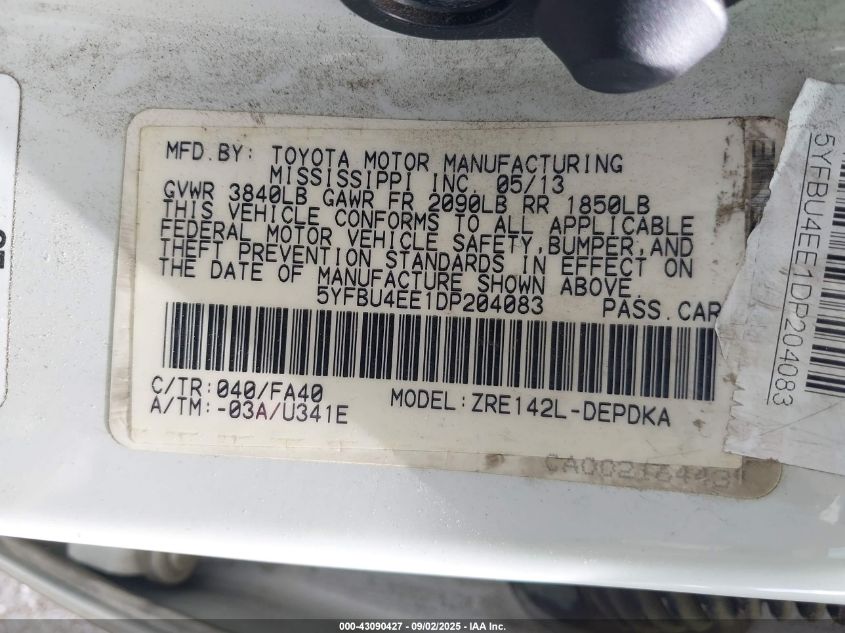 MFD.BY: TOYOTA MOTOR MANUFACTURING
MISSISSIPPI INC. 05/13
GVWR 3840LB GAWR FR 2090LB RR 1850LB
THIS VEHICLE CONFORMS TO ALL APPLICABLE
FEDERAL MOTOR VEHICLE SAFETY,BUMPER,AND
THEFT PREVENTION STANDARDS IN EFFECT ON
THE DATE OF MANUFACTURE SHOWN ABOVE.
5YFBU4EE1DP204083 PASS.CAR
C/TR:040/FA40
A/TM:-03A/U341E
MODEL:ZRE142L-DEPDKA
5YFBU4EE1DP204083
000-43090427 - 09/02/2025 - IAA Inc.